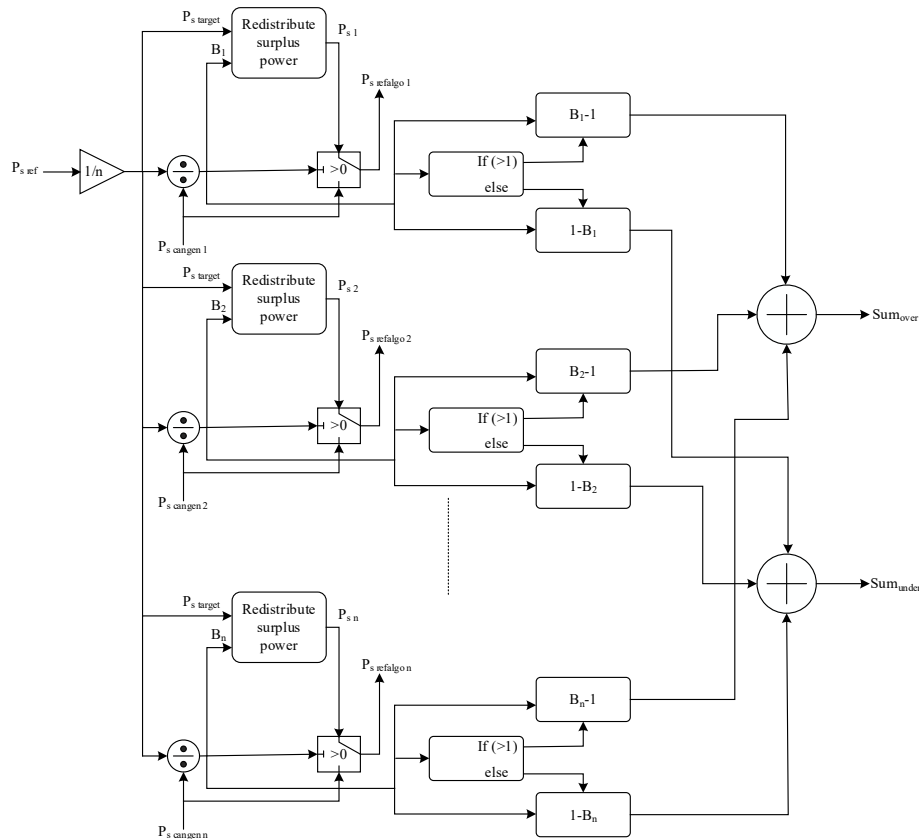 P_s target
Redistribute
surplus
power
P_s 1
B_1
P_s refalgo 1
B_1-1
P_s ref
1/n
>0
If (>1)
else
1-B_1
P_s cangen 1
P_s target
Redistribute
surplus
power
P_s 2
B_2
Sum_over
P_s refalgo 2
B_2-1
>0
If (>1)
else
1-B_2
P_s cangen 2
P_s target
Redistribute
surplus
power
P_s n
Sum_under
B_n
P_s refalgo n
B_n-1
>0
If (>1)
else
1-B_n
P_s cangen n